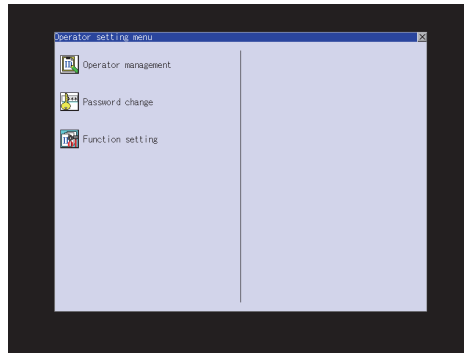 Operator setting menu
Operator management
Password change
Function setting